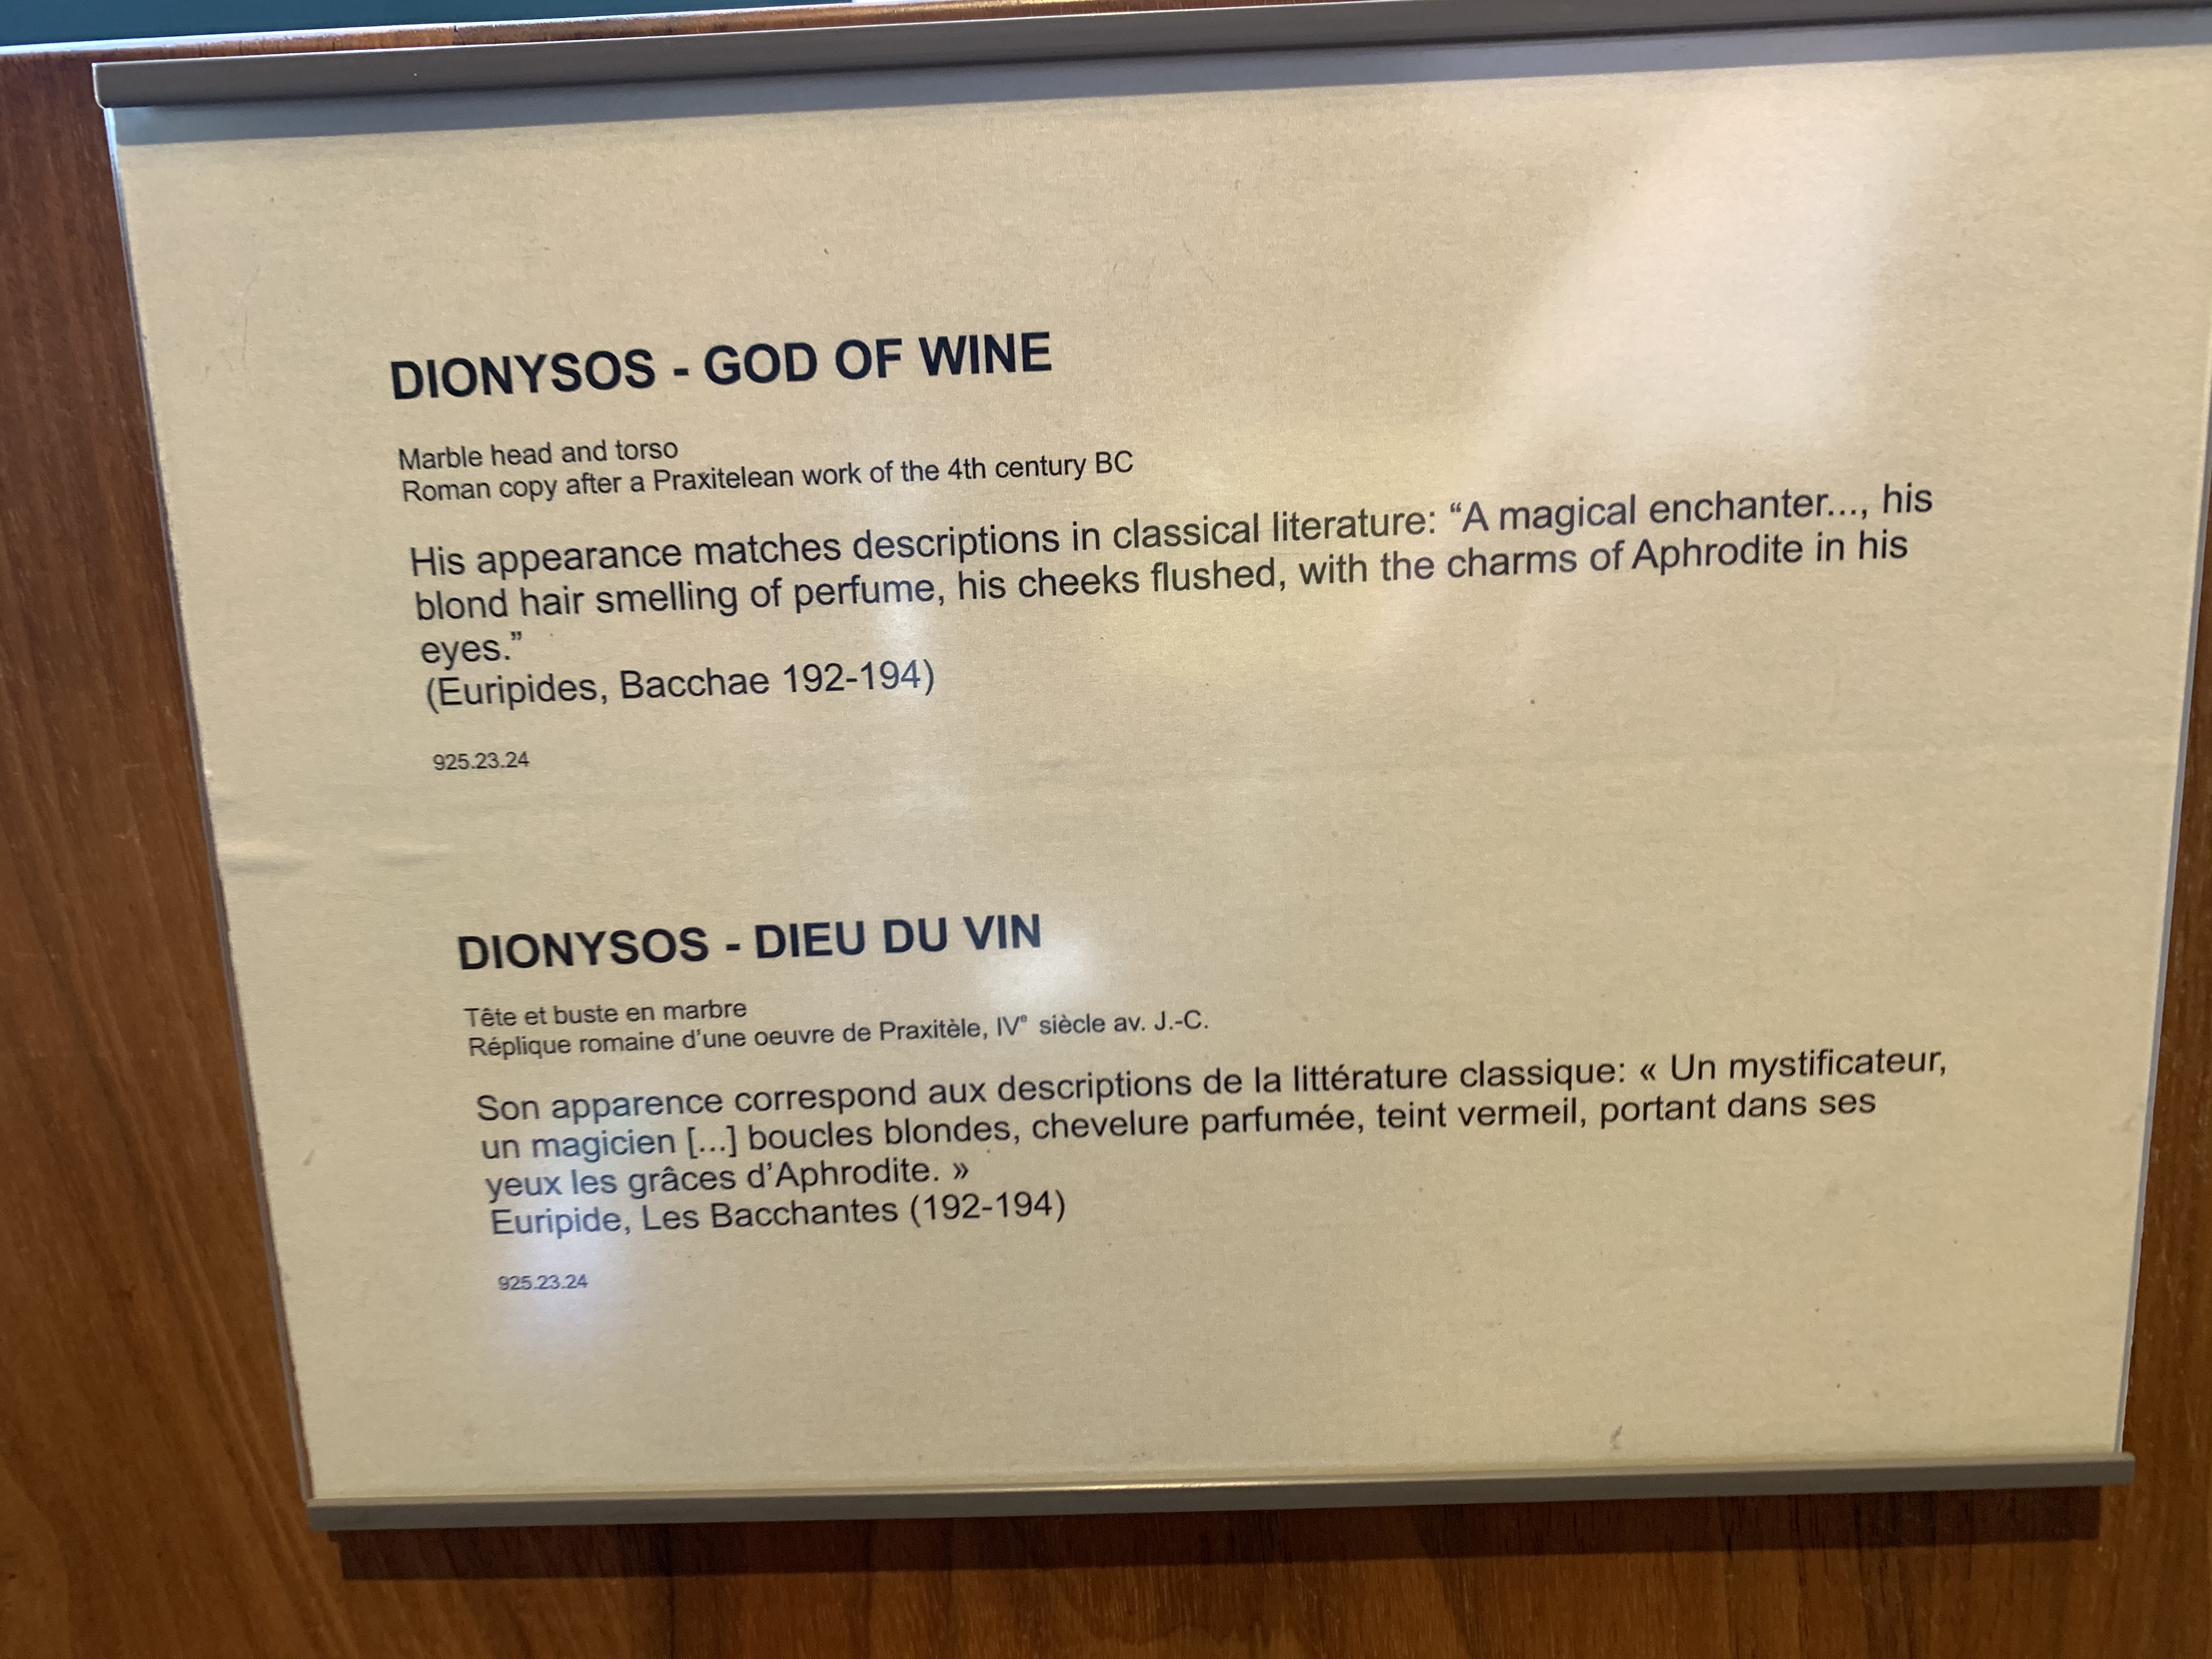 DIONYSOS - GOD OF WINE
Marble head and torso
Roman copy after a Praxitelean work of the 4th century BC
His appearance matches descriptions in classical literature: “A magical enchanter..., his
blond hair smelling of perfume, his cheeks flushed, with the charms of Aphrodite in his
eyes.”
(Euripides, Bacchae 192-194)
925.23.24
DIONYSOS - DIEU DU VIN
Tête et buste en marbre
Réplique romaine d’une oeuvre de Praxitèle, IVᵉ siècle av. J.-C.
Son apparence correspond aux descriptions de la littérature classique: « Un mystificateur,
un magicien [...] boucles blondes, chevelure parfumée, teint vermeil, portant dans ses
yeux les grâces d’Aphrodite. »
Euripide, Les Bacchantes (192-194)
925.23.24